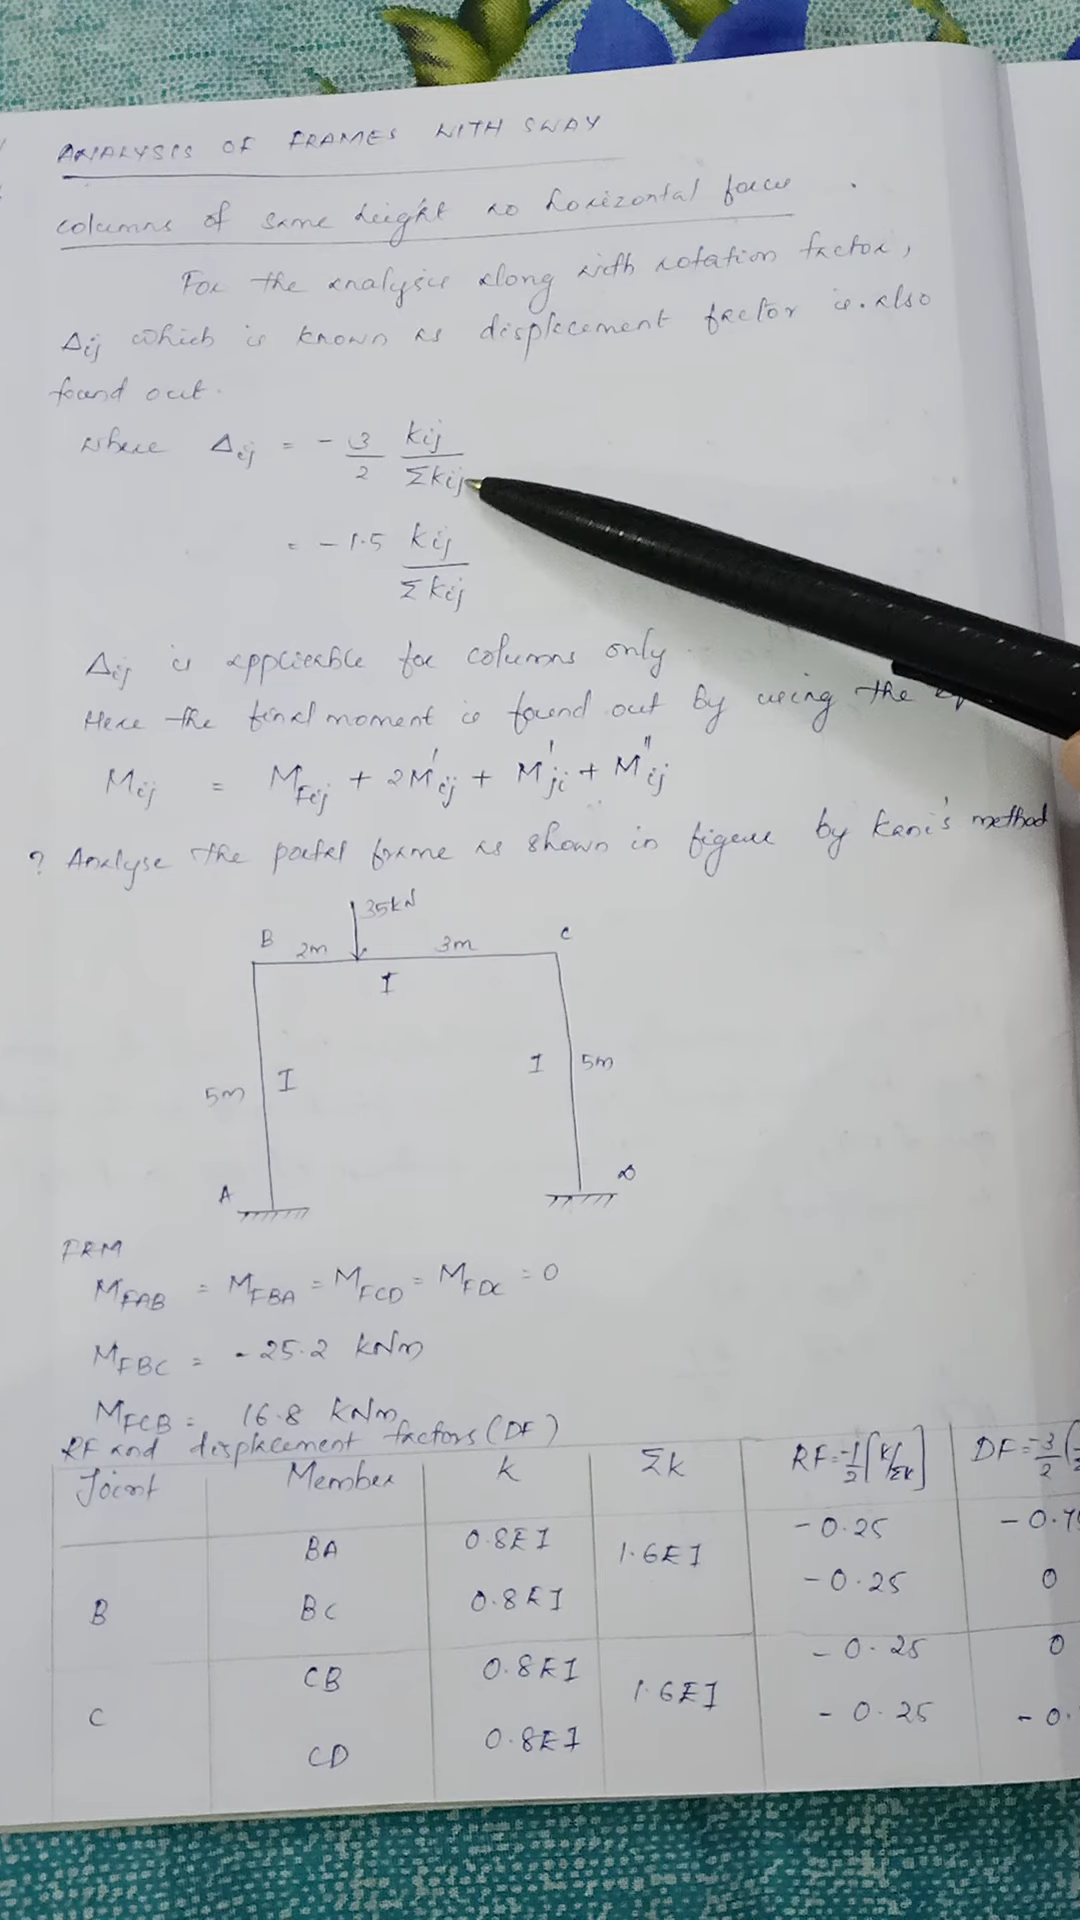 ANALYSIS OF FRAMES WITH SWAY
columns of same height no horizontal force
For the analysis along with rotation factor,
Δij which is known as displacement factor is also
found out.
where Δij = - 3/2 kij/Σkij
= -1.5 kij/Σkij
Δij is applicable for columns only
Here the final moment is found out by using the
Mij = MFij + 2M'ij + M'ji + M''ij
? Analyse the portal frame as shown in figure by Kani's method
35kN
B 2m 3m C
I
5m I I 5m
A D
FEM
MFAB = MFBA = MFCD = MFDC = 0
MFBC = -25.2 kNm
MFCB = 16.8 kNm
RF and displacement factors (DF)
Joint Member k Σk RF=-1/2[k/Σk] DF=-3/2(
BA 0.8EI 1.6EI -0.25 -0.7
B BC 0.8EI -0.25 0
CB 0.8EI 1.6EI -0.25 0
C CD 0.8EI -0.25 -0.